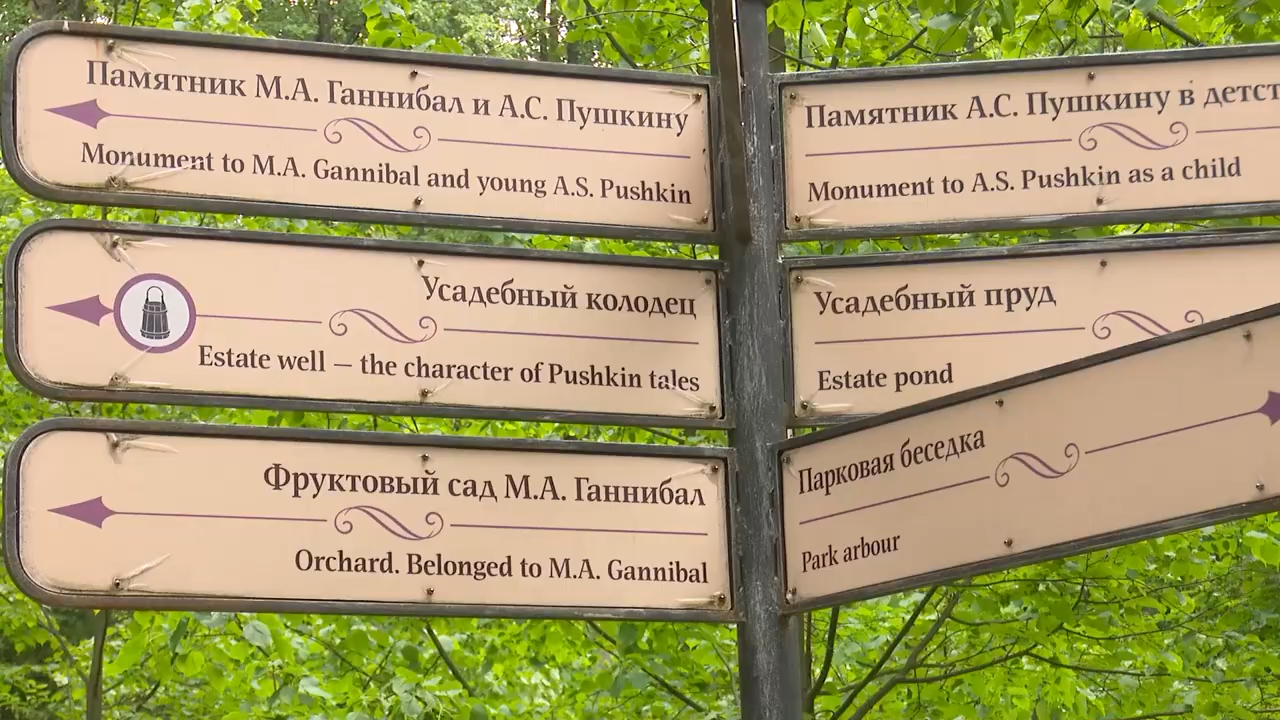 Памятник М.А. Ганнибал и А.С. Пушкину
Monument to M.A. Gannibal and young A.S. Pushkin
Усадебный колодец
Estate well – the character of Pushkin tales
Фруктовый сад М.А. Ганнибал
Orchard. Belonged to M.A. Gannibal
Памятник А.С. Пушкину в детст
Monument to A.S. Pushkin as a child
Усадебный пруд
Estate pond
Парковая беседка
Park arbour